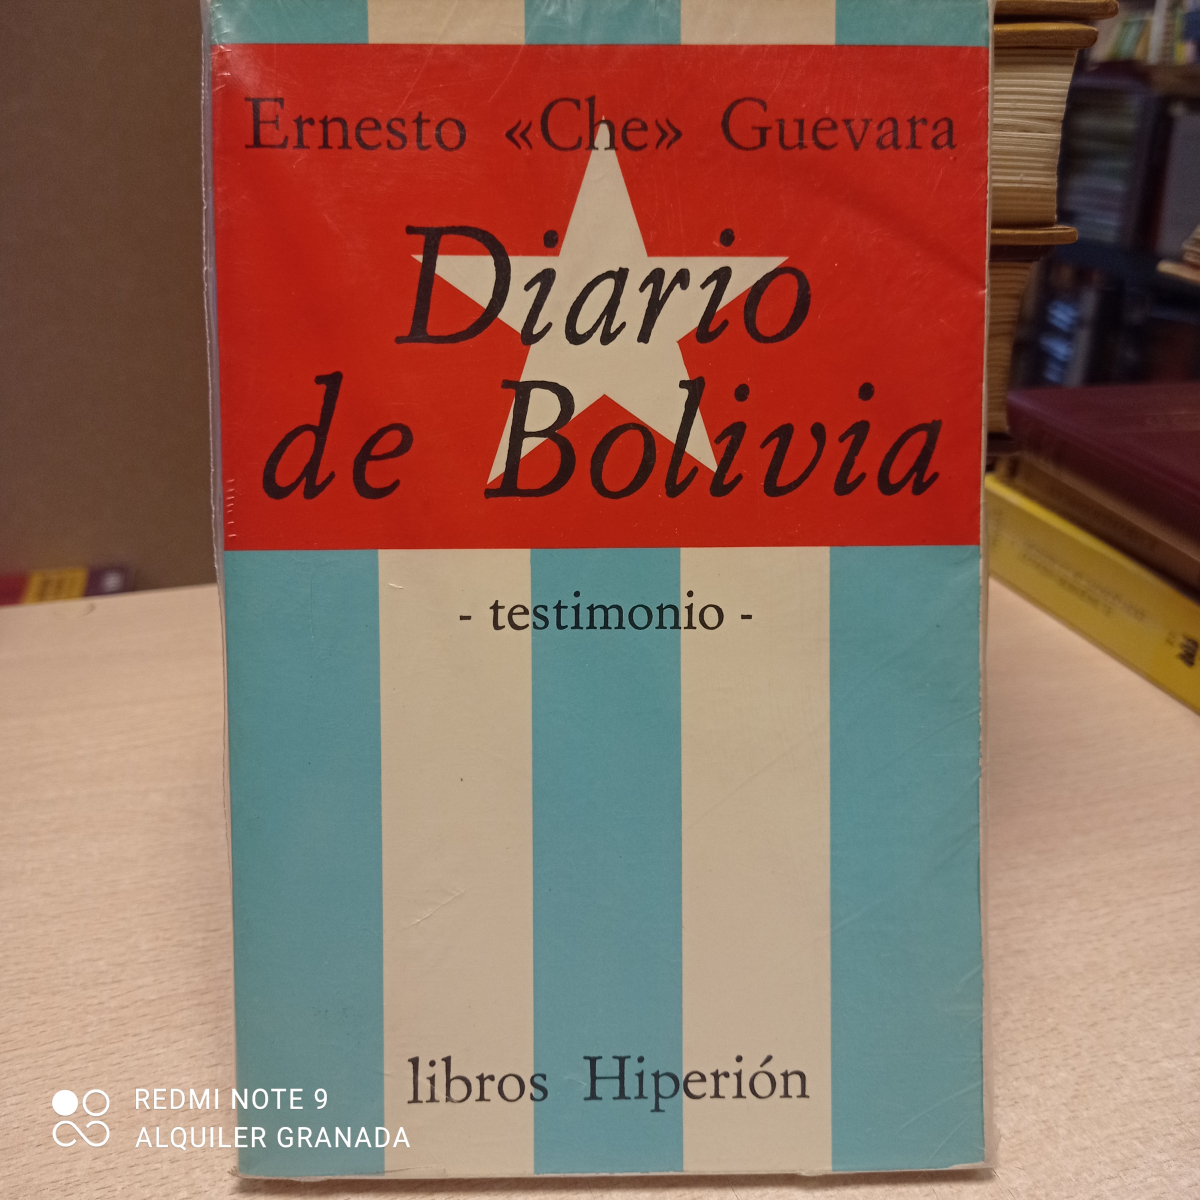 Ernesto «Che» Guevara
Diario
de Bolivia
- testimonio -
libros Hiperión
REDMI NOTE 9
ALQUILER GRANADA